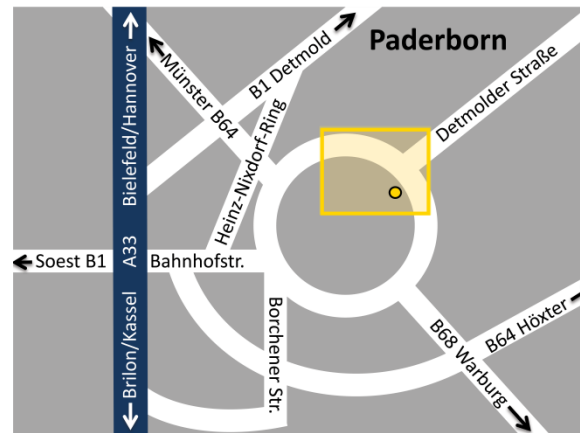 Paderborn
Münster B64
B1 Detmold
Detmolder Straße
Bielefeld/Hannover
Heinz-Nixdorf-Ring
Soest B1
A33
Bahnhofstr.
Brilon/Kassel
Borchener Str.
B64 Höxter
B68 Warburg